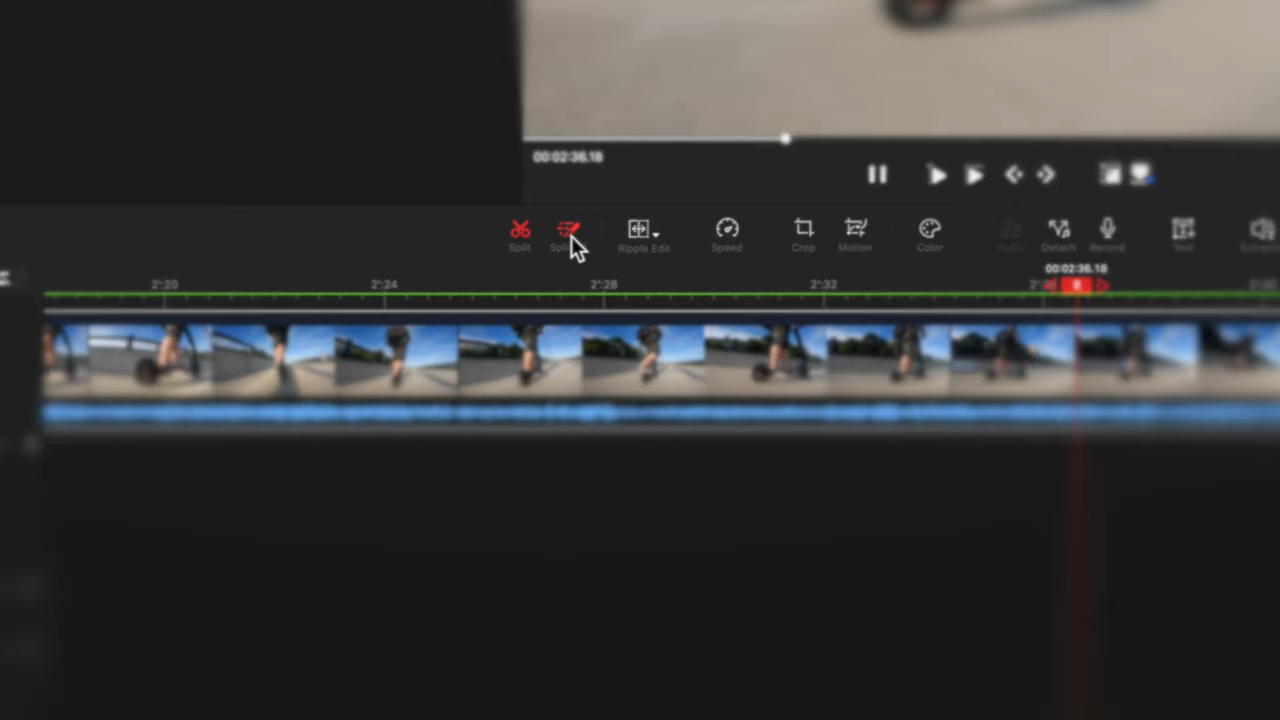 00:02:36.18
Split
Ripple Edit
Speed
Crop
Motion
Color
Detach
Record
Text
00:02:36.18
2:20
2:24
2:28
2:32